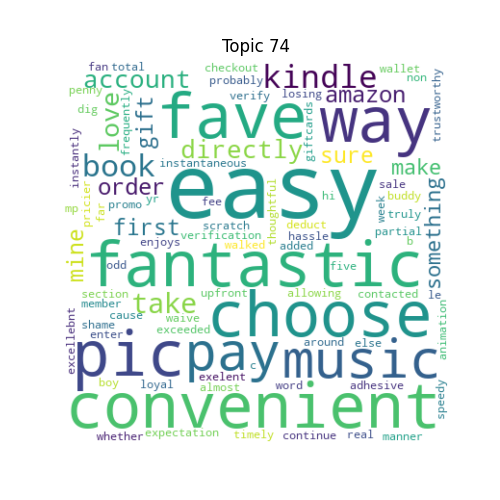 Topic 74
fan total
checkout
wallet
non
penny
account
probably
kindle
verify
losing
amazon
trustworthy
dig
frequently
love
gift
fave
giftcards
way
instantly
directly
sure
book
instantaneous
make
pricier
far
order
yr
easy
thoughtful
hi
sale
buddy
something
promo
fee
week
truly
mp
mine
first
scratch
deduct
partial
verification
hassle
b
enjoys
walked
added
odd
fantastic
five
section
upfront
allowing
contacted
le
member
take
choose
animation
cause
waive
shame
exceeded
enter
around
else
excellebnt
pic
pay
music
c
boy
exelent
loyal
almost
word
adhesive
speedy
convenient
whether
expectation
timely
continue
real
manner